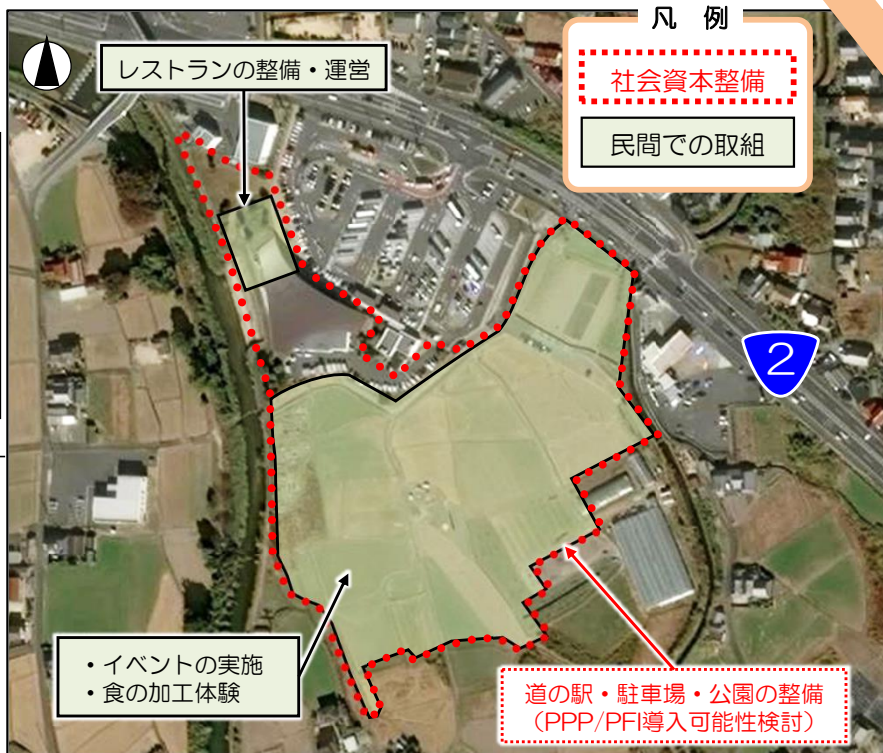 凡 例
社会資本整備
民間での取組
レストランの整備・運営
2
・イベントの実施
・食の加工体験
道の駅・駐車場・公園の整備
(PPP/PFI導入可能性検討)